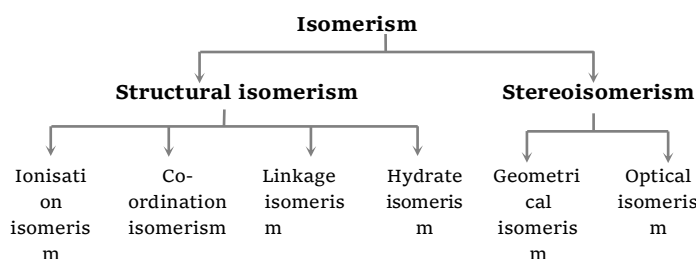 Isomerism
Structural isomerism
Stereoisomerism
Ionisati
on
isomeris
m
Co-
ordination
isomerism
Linkage
isomeris
m
Hydrate
isomeris
m
Geometri
cal
isomeris
m
Optical
isomeris
m